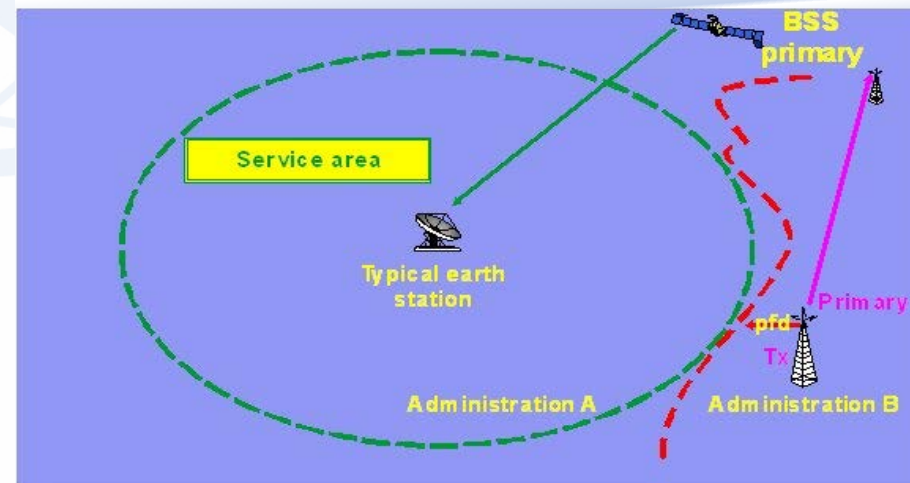 BSS
primary
Service area
Typical earth
station
Primary
pfd
Tx
Administration A
Administration B